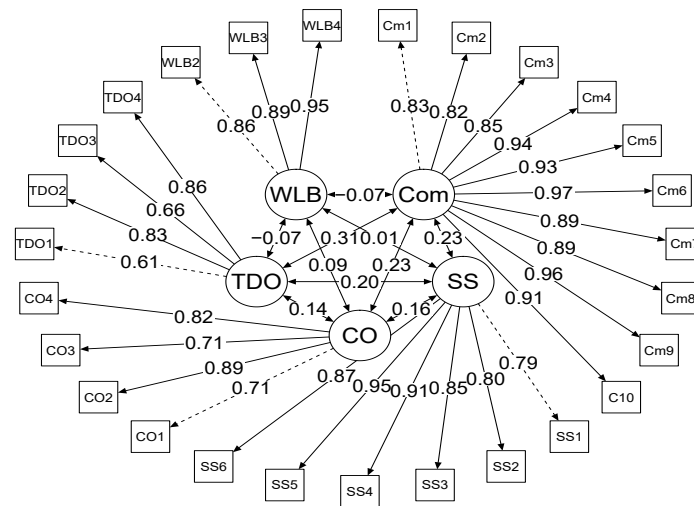 WLB4
WLB3
Cm1
Cm2
WLB2
Cm3
TDO4
Cm4
TDO3
Cm5
TDO2
Cm6
TDO1
Cm7
CO4
Cm8
CO3
Cm9
CO2
C10
CO1
SS1
SS6
SS2
SS5
SS3
SS4
WLB
Com
TDO
SS
CO
0.86
0.89
0.95
0.83
0.82
0.85
0.94
0.93
0.97
0.89
0.89
0.96
0.91
0.86
0.66
0.83
0.61
−0.07
−0.07
0.31
0.01
0.23
0.09
0.23
0.20
0.14
0.16
0.82
0.71
0.89
0.71
0.87
0.95
0.91
0.85
0.80
0.79